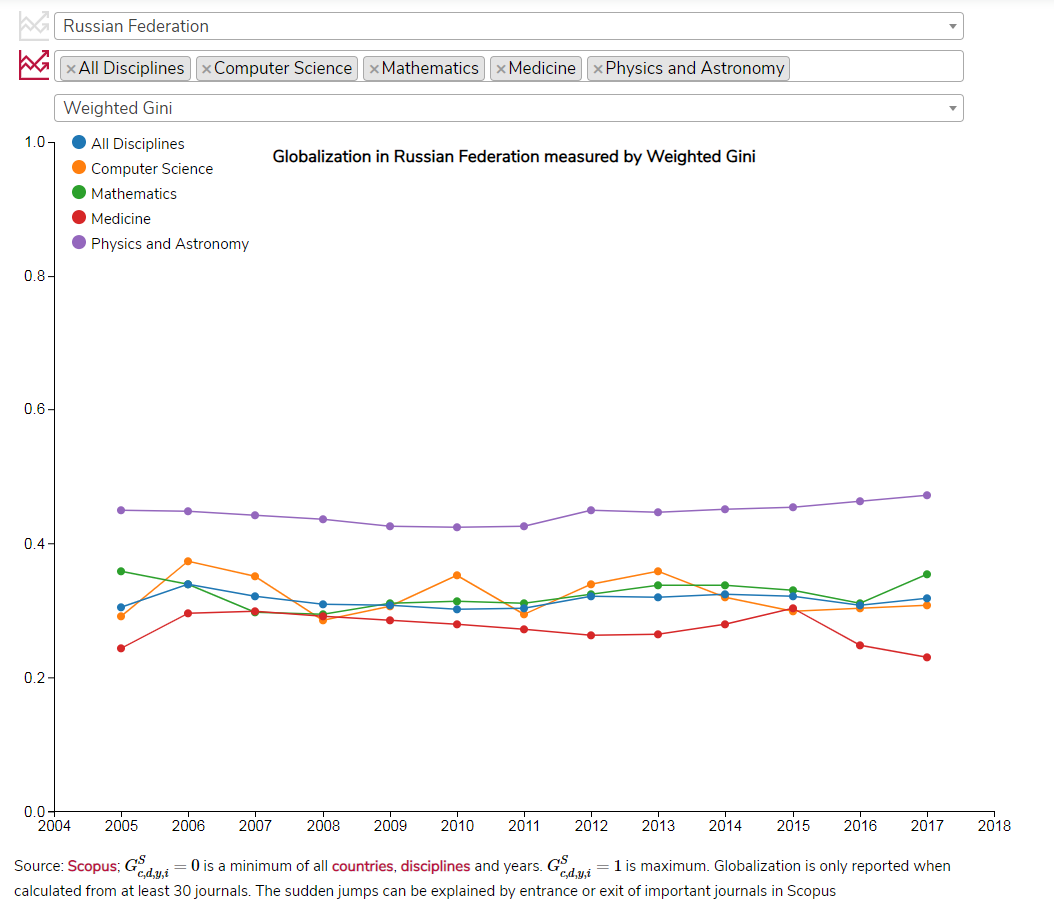 Russian Federation
×All Disciplines ×Computer Science ×Mathematics ×Medicine ×Physics and Astronomy
Weighted Gini
Globalization in Russian Federation measured by Weighted Gini
All Disciplines
Computer Science
Mathematics
Medicine
Physics and Astronomy
1.0
0.8
0.6
0.4
0.2
0.0
2004 2005 2006 2007 2008 2009 2010 2011 2012 2013 2014 2015 2016 2017 2018
Source: Scopus; G^S_{c,d,y,i} = 0 is a minimum of all countries, disciplines and years. G^S_{c,d,y,i} = 1 is maximum. Globalization is only reported when
calculated from at least 30 journals. The sudden jumps can be explained by entrance or exit of important journals in Scopus